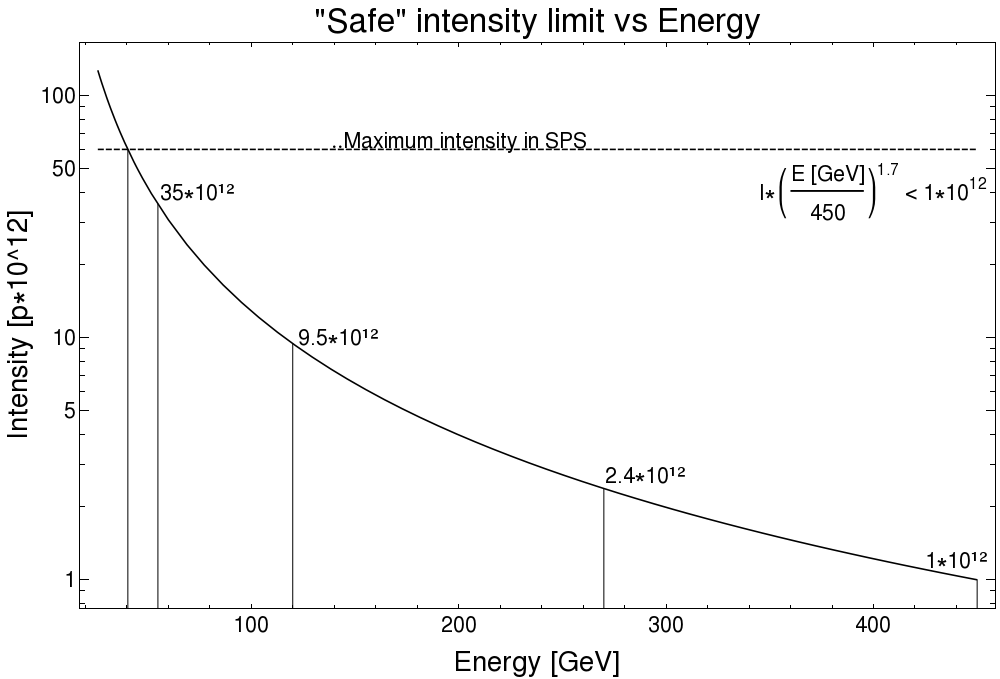 "Safe" intensity limit vs Energy
100
..Maximum intensity in SPS
50
35*10¹²
I*(E [GeV]/450)^1.7 < 1*10^12
10
9.5*10¹²
5
2.4*10¹²
1*10¹²
1
100 200 300 400
Energy [GeV]
Intensity [p*10^12]